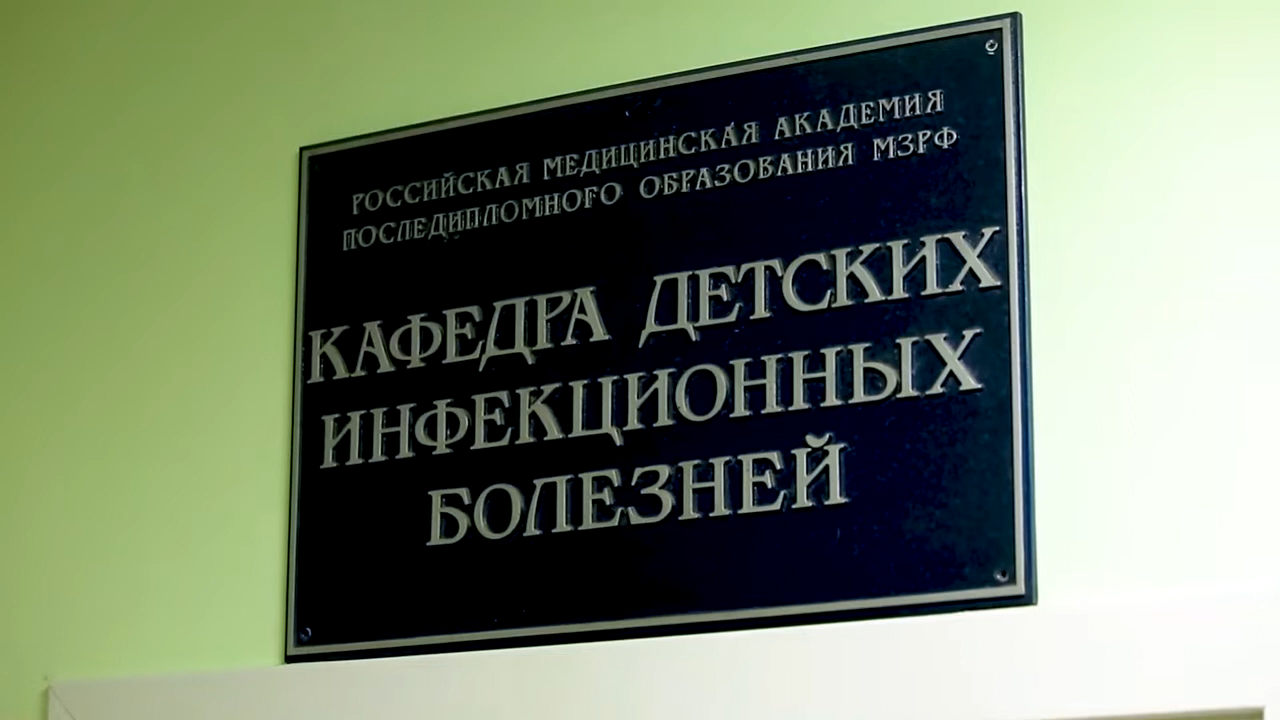 РОССИЙСКАЯ МЕДИЦИНСКАЯ АКАДЕМИЯ
ПОСЛЕДИПЛОМНОГО ОБРАЗОВАНИЯ МЗРФ
КАФЕДРА ДЕТСКИХ
ИНФЕКЦИОННЫХ
БОЛЕЗНЕЙ